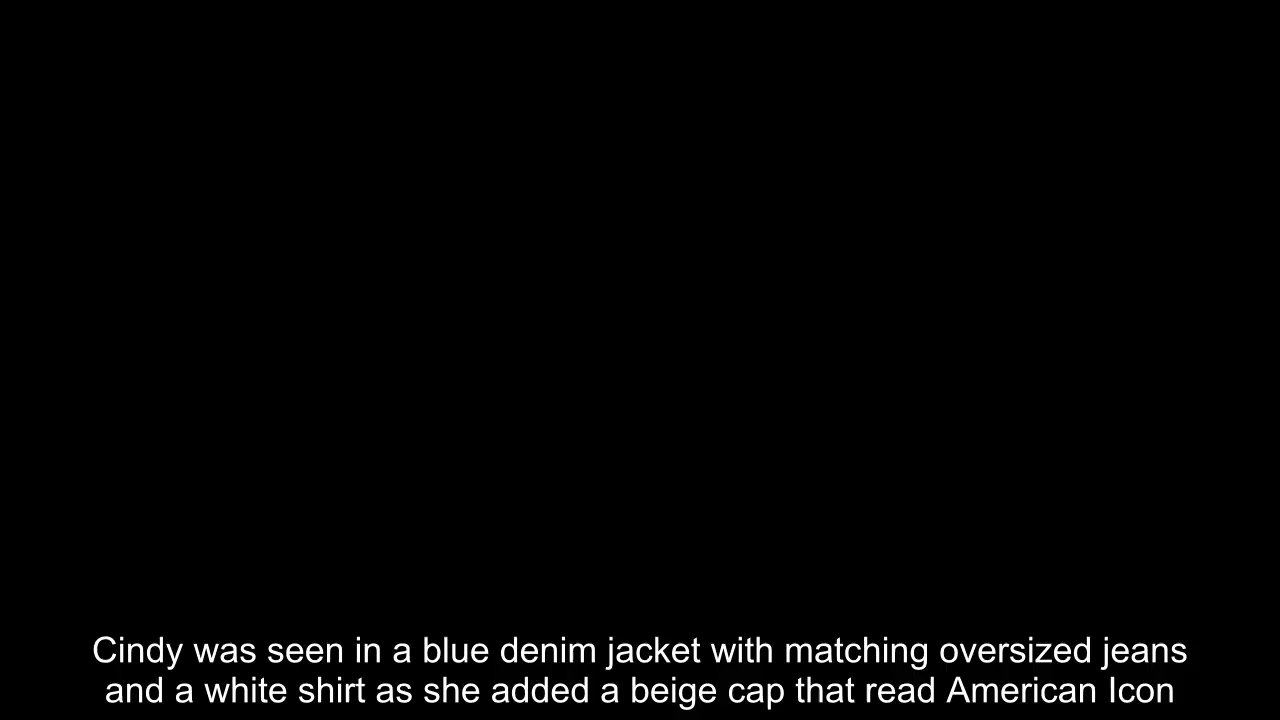 Cindy was seen in a blue denim jacket with matching oversized jeans
and a white shirt as she added a beige cap that read American Icon